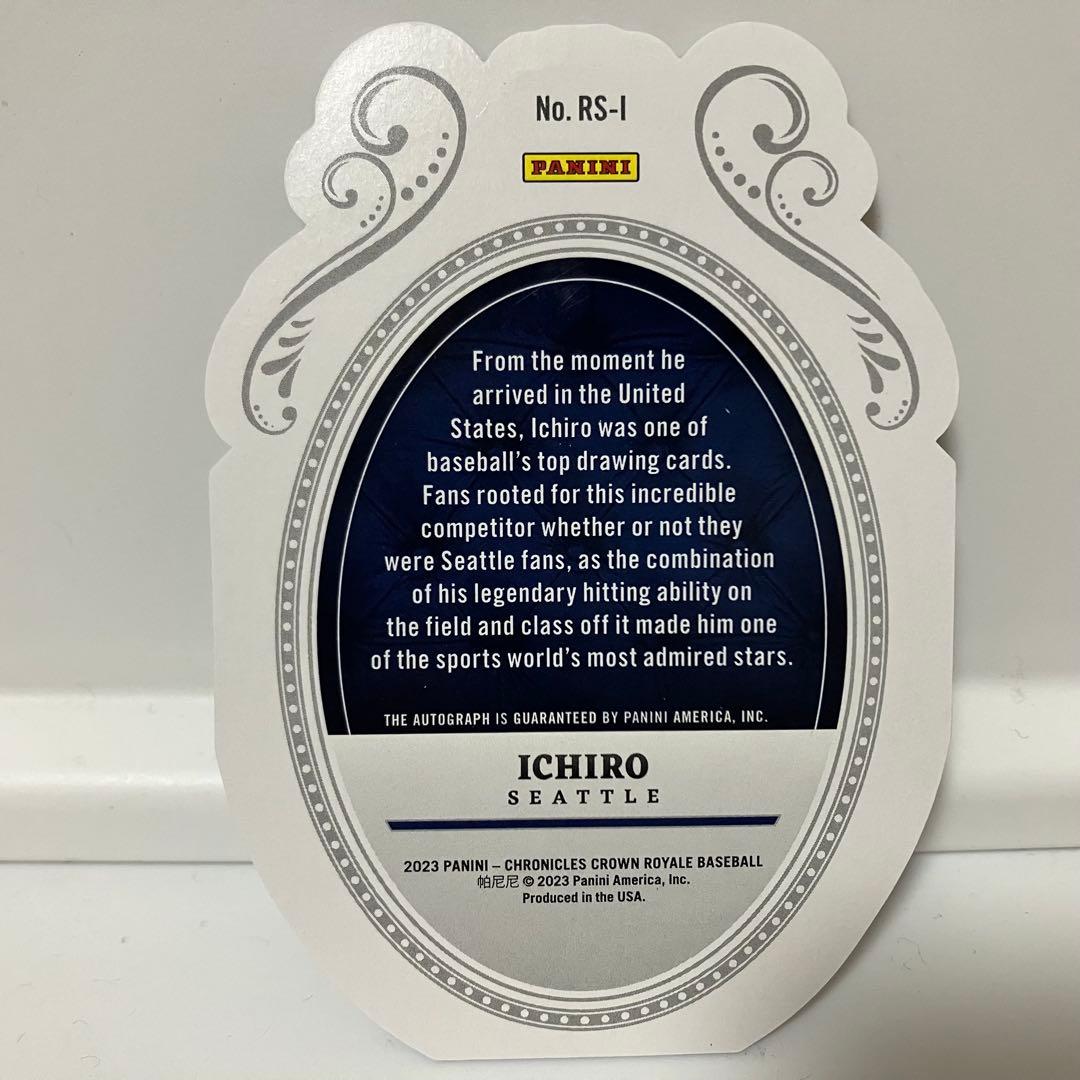 No. RS-I
PANINI
From the moment he
arrived in the United
States, Ichiro was one of
baseball's top drawing cards.
Fans rooted for this incredible
competitor whether or not they
were Seattle fans, as the combination
of his legendary hitting ability on
the field and class off it made him one
of the sports world's most admired stars.
THE AUTOGRAPH IS GUARANTEED BY PANINI AMERICA, INC.
ICHIRO
SEATTLE
2023 PANINI – CHRONICLES CROWN ROYALE BASEBALL
帕尼尼 © 2023 Panini America, Inc.
Produced in the USA.